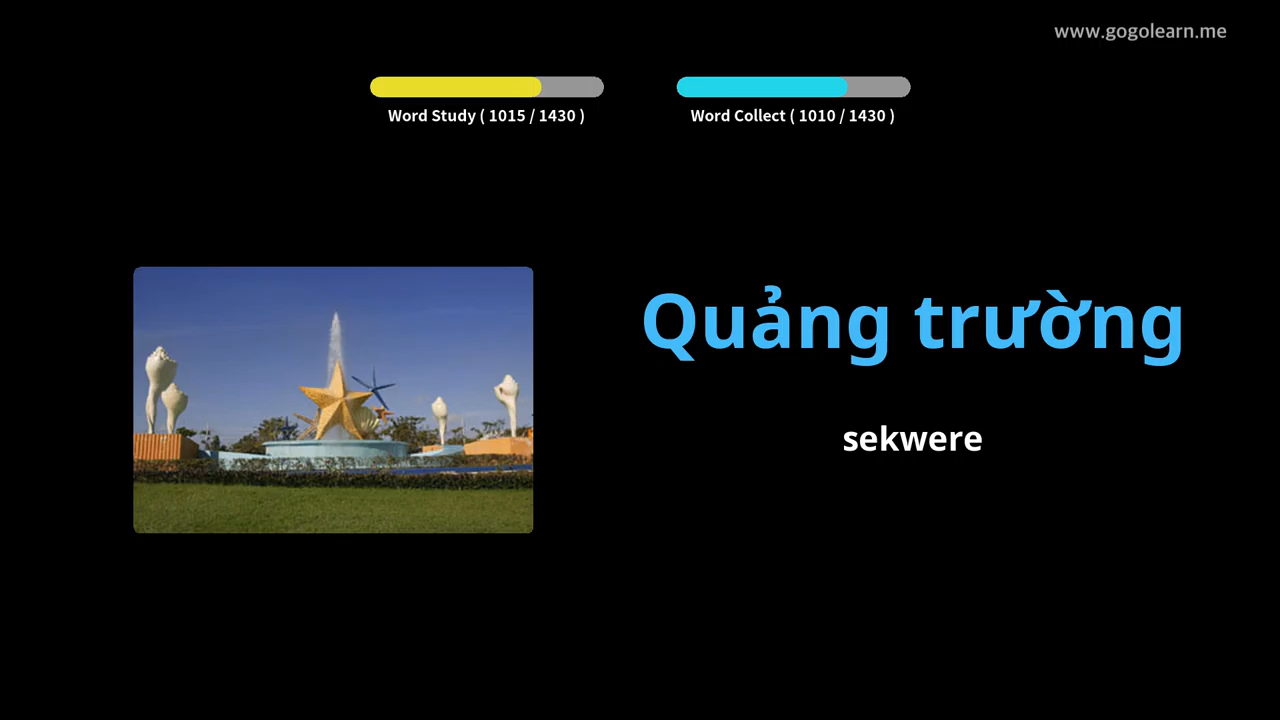 www.gogolearn.me
Word Study ( 1015 / 1430 )
Word Collect ( 1010 / 1430 )
Quảng trường
sekwere